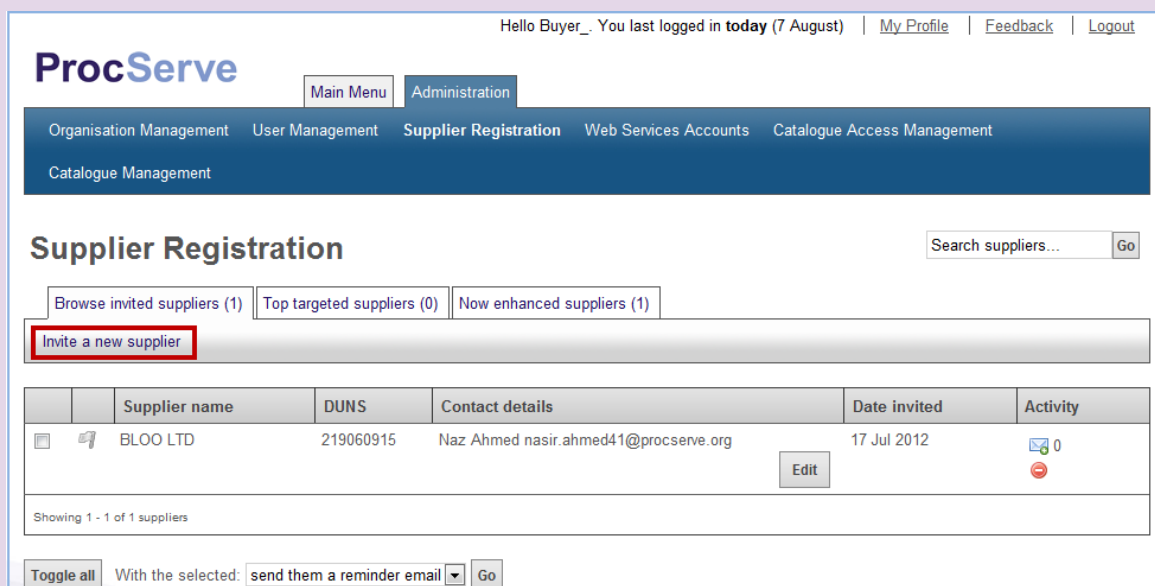 Hello Buyer_. You last logged in today (7 August) | My Profile | Feedback | Logout
ProcServe
Main Menu Administration
Organisation Management User Management Supplier Registration Web Services Accounts Catalogue Access Management
Catalogue Management
Supplier Registration
Search suppliers... Go
Browse invited suppliers (1) Top targeted suppliers (0) Now enhanced suppliers (1)
Invite a new supplier
Supplier name DUNS Contact details Date invited Activity
BLOO LTD 219060915 Naz Ahmed nasir.ahmed41@procserve.org 17 Jul 2012 0
Edit
Showing 1 - 1 of 1 suppliers
Toggle all With the selected: send them a reminder email Go